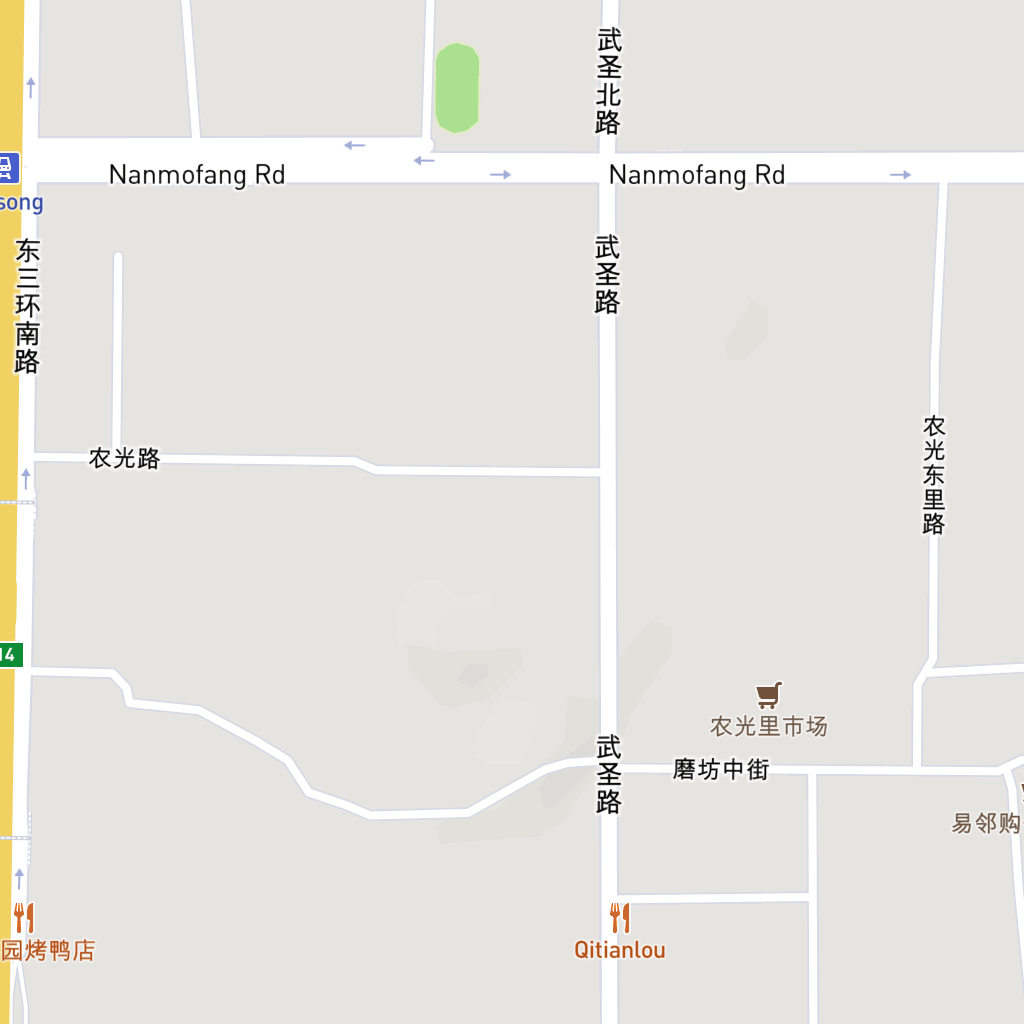 武圣北路
Nanmofang Rd
Nanmofang Rd
song
东三环南路
武圣路
农光路
农光东里路
14
农光里市场
武圣路
磨坊中街
易邻购
园烤鸭店
Qitianlou